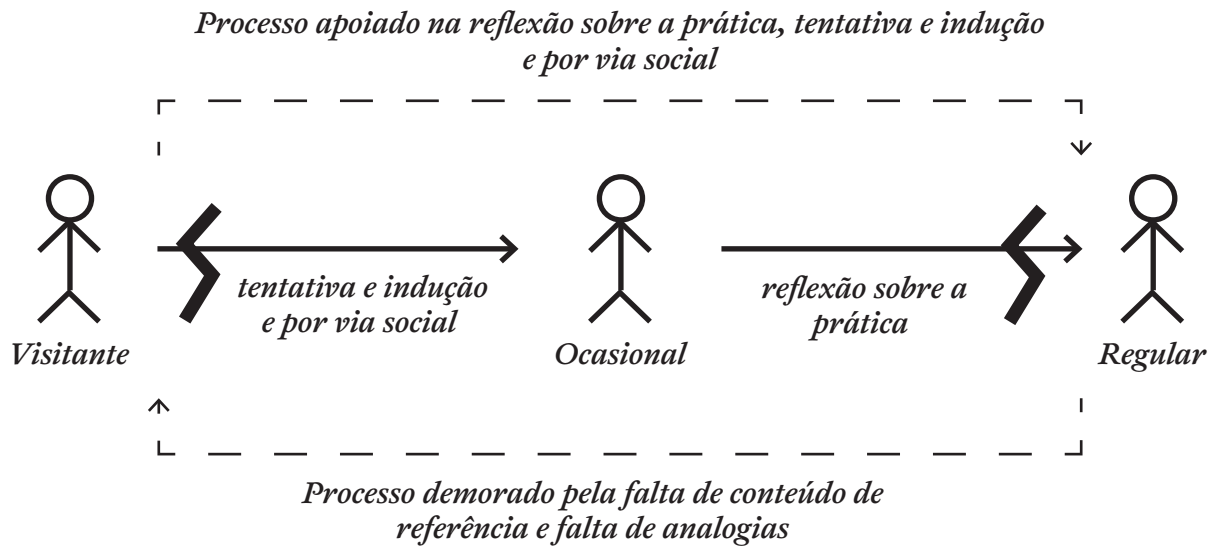 Processo apoiado na reflexão sobre a prática, tentativa e indução
e por via social
tentativa e indução
e por via social
reflexão sobre a
prática
Visitante
Ocasional
Regular
Processo demorado pela falta de conteúdo de
referência e falta de analogias